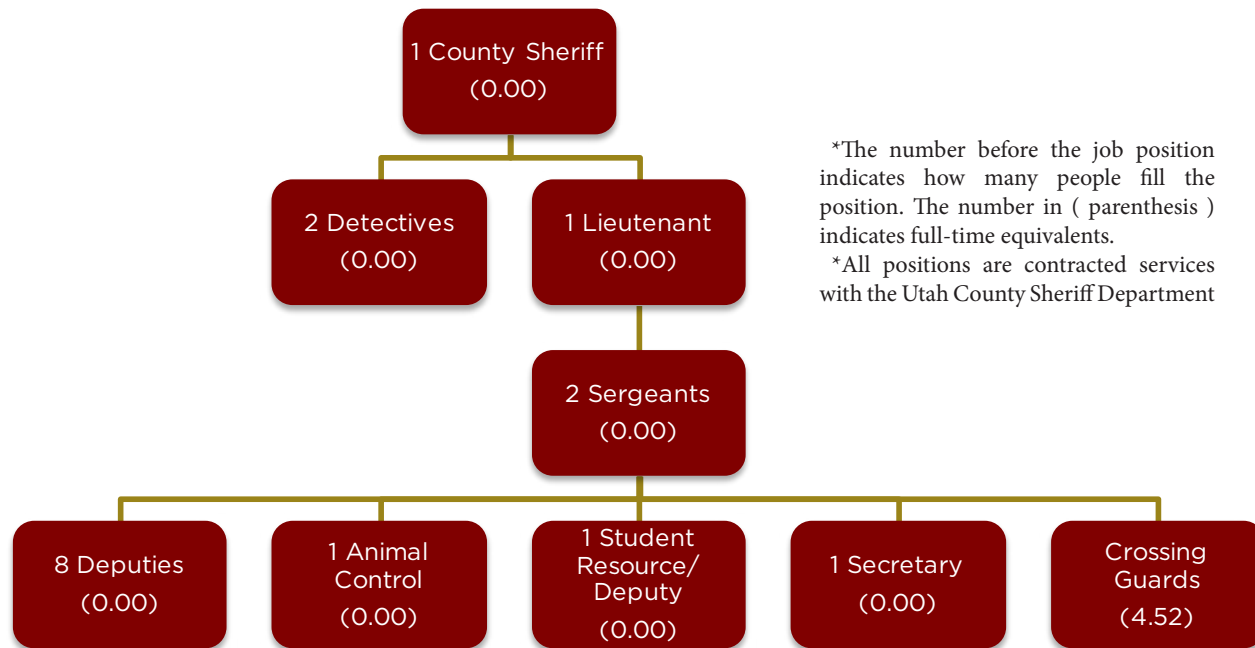 1 County Sheriff
(0.00)
*The number before the job position
indicates how many people fill the
position. The number in ( parenthesis )
indicates full-time equivalents.
*All positions are contracted services
with the Utah County Sheriff Department
2 Detectives
(0.00)
1 Lieutenant
(0.00)
2 Sergeants
(0.00)
8 Deputies
(0.00)
1 Animal
Control
(0.00)
1 Student
Resource/
Deputy
(0.00)
1 Secretary
(0.00)
Crossing
Guards
(4.52)